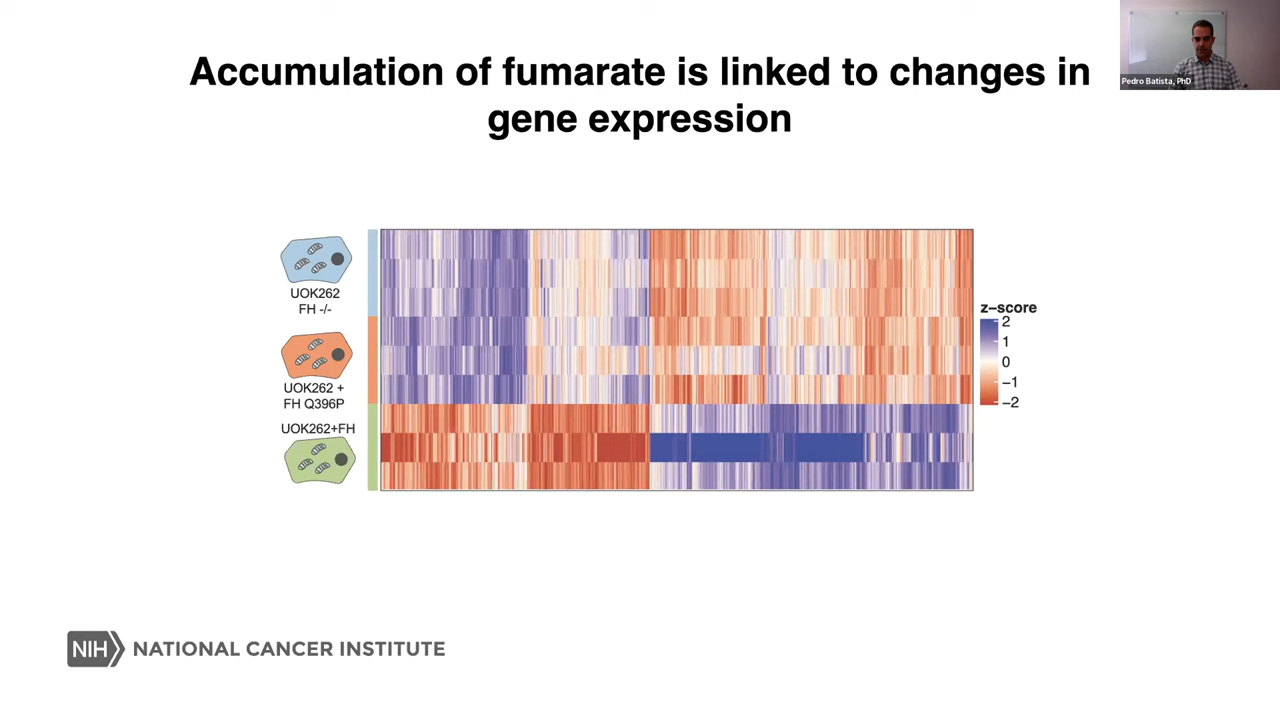 Accumulation of fumarate is linked to changes in
gene expression
Pedro Batista, PhD
UOK262
FH -/-
UOK262 +
FH Q396P
UOK262+FH
z–score
2
1
0
−1
−2
NIH NATIONAL CANCER INSTITUTE